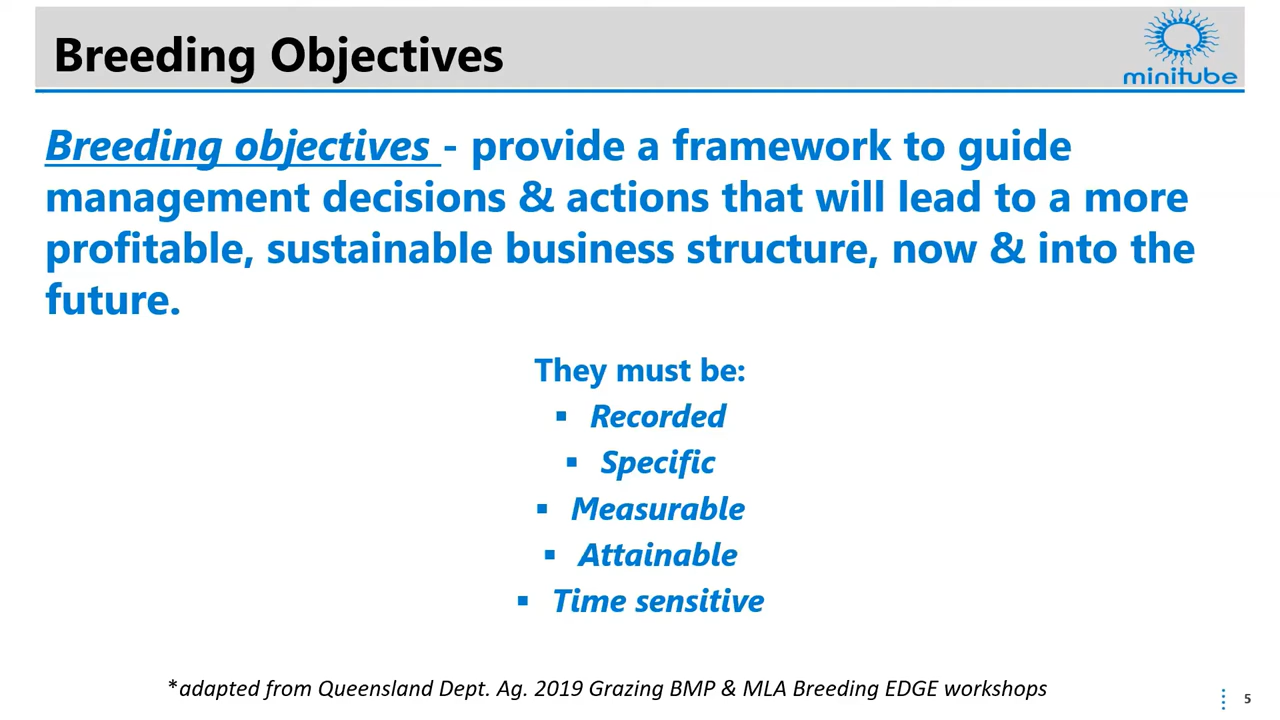 Breeding Objectives
minitube
Breeding objectives - provide a framework to guide
management decisions & actions that will lead to a more
profitable, sustainable business structure, now & into the
future.
They must be:
▪ Recorded
▪ Specific
▪ Measurable
▪ Attainable
▪ Time sensitive
*adapted from Queensland Dept. Ag. 2019 Grazing BMP & MLA Breeding EDGE workshops
5